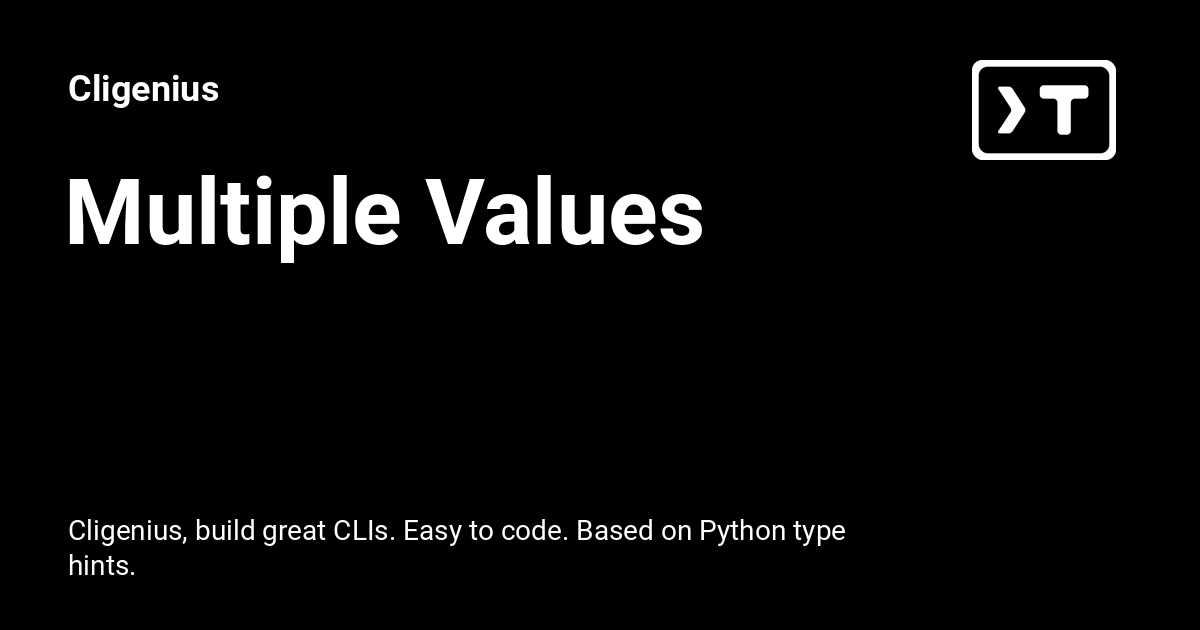 Cligenius
❯ T
Multiple Values
Cligenius, build great CLIs. Easy to code. Based on Python type
hints.